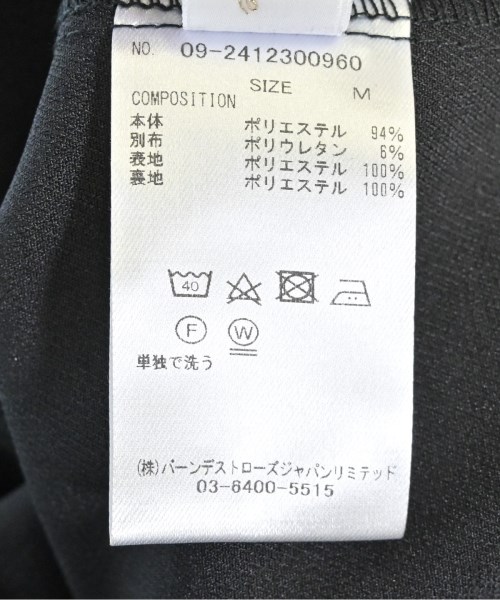 NO. 09-2412300960
SIZE M
COMPOSITION
本体 ポリエステル 94%
別布 ポリウレタン 6%
表地 ポリエステル 100%
裏地 ポリエステル 100%
40
F W
単独で洗う
(株)バーンデストローズジャパンリミテッド
03-6400-5515